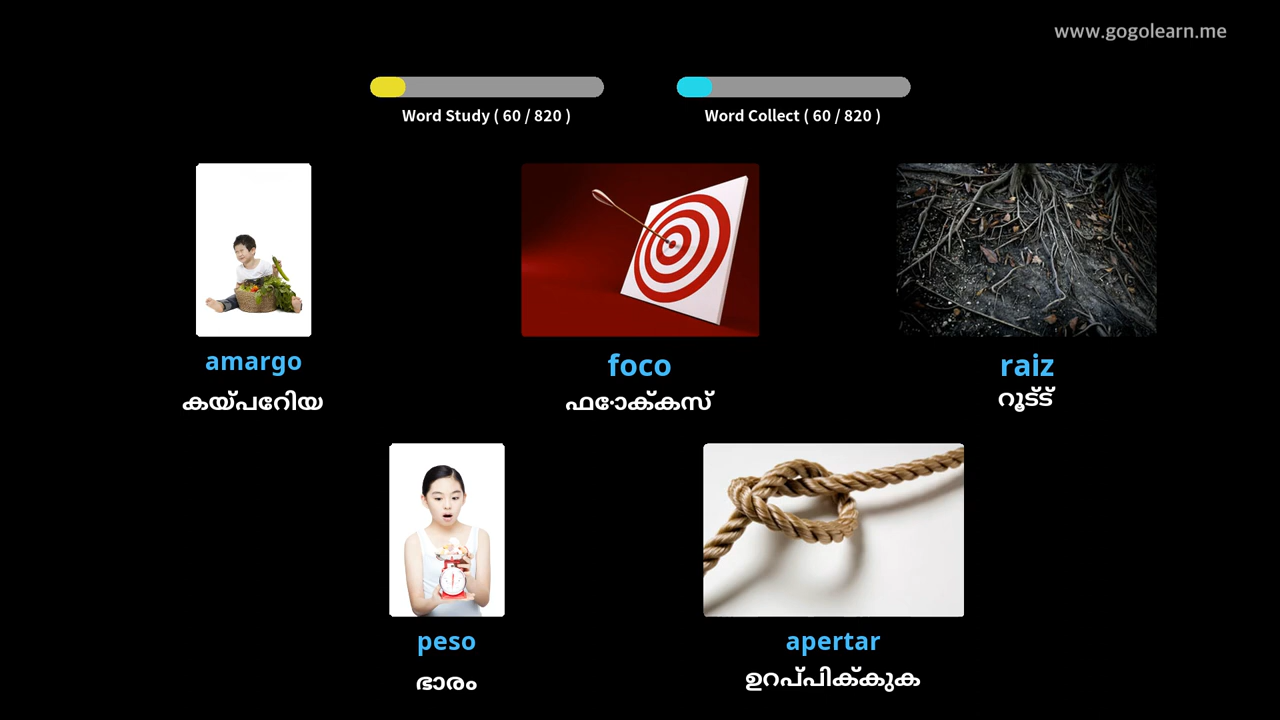 www.gogolearn.me
Word Study ( 60 / 820 )
Word Collect ( 60 / 820 )
amargo
കയ്പേറിയ
foco
ഫോക്കസ്
raiz
റൂട്ട്
peso
ഭാരം
apertar
ഉറപ്പിക്കുക